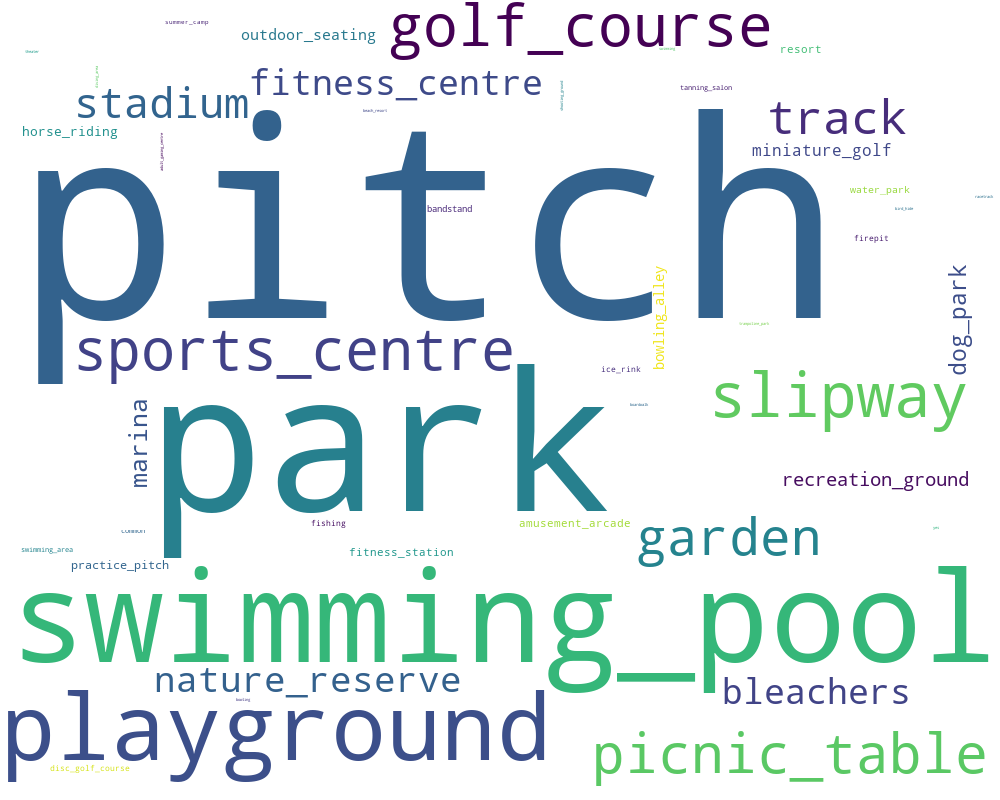 summer_camp
golf_course
outdoor_seating
resort
fitness_centre
stadium
tanning_salon
track
horse_riding
miniature_golf
pitch
water_park
bandstand
firepit
bowling_alley
dog_park
sports_centre
ice_rink
slipway
park
marina
recreation_ground
fishing
amusement_arcade
common
garden
swimming_area
fitness_station
practice_pitch
swimming_pool
nature_reserve
bleachers
playground
picnic_table
disc_golf_course